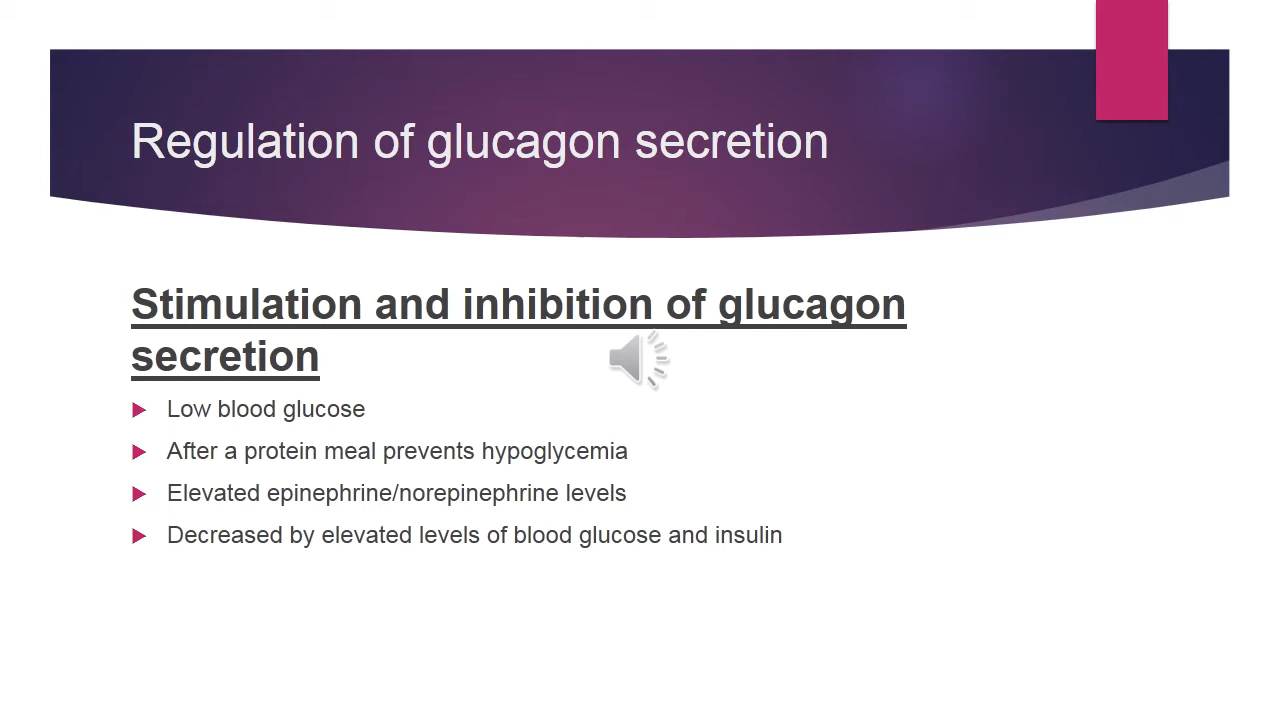 Regulation of glucagon secretion
Stimulation and inhibition of glucagon
secretion
Low blood glucose
After a protein meal prevents hypoglycemia
Elevated epinephrine/norepinephrine levels
Decreased by elevated levels of blood glucose and insulin